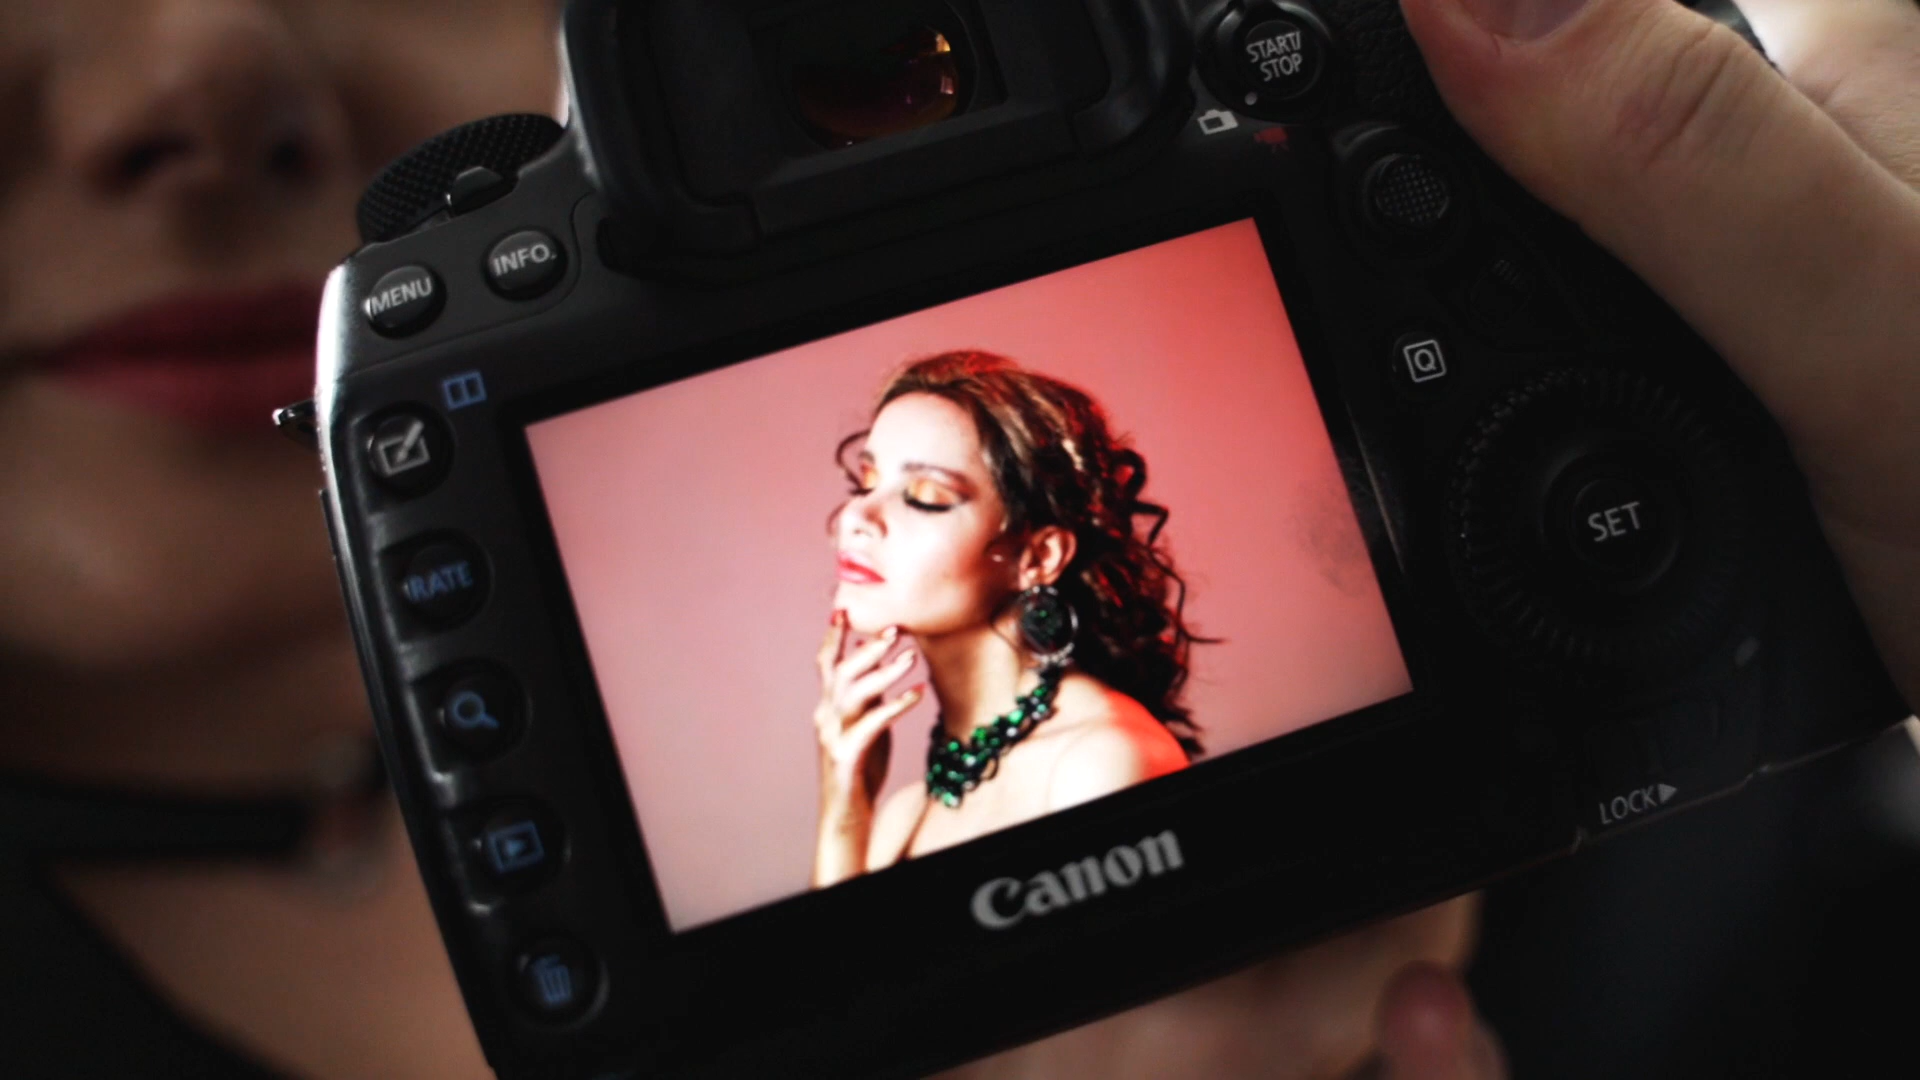 START/
STOP
MENU
INFO.
Q
RATE
SET
LOCK
Canon